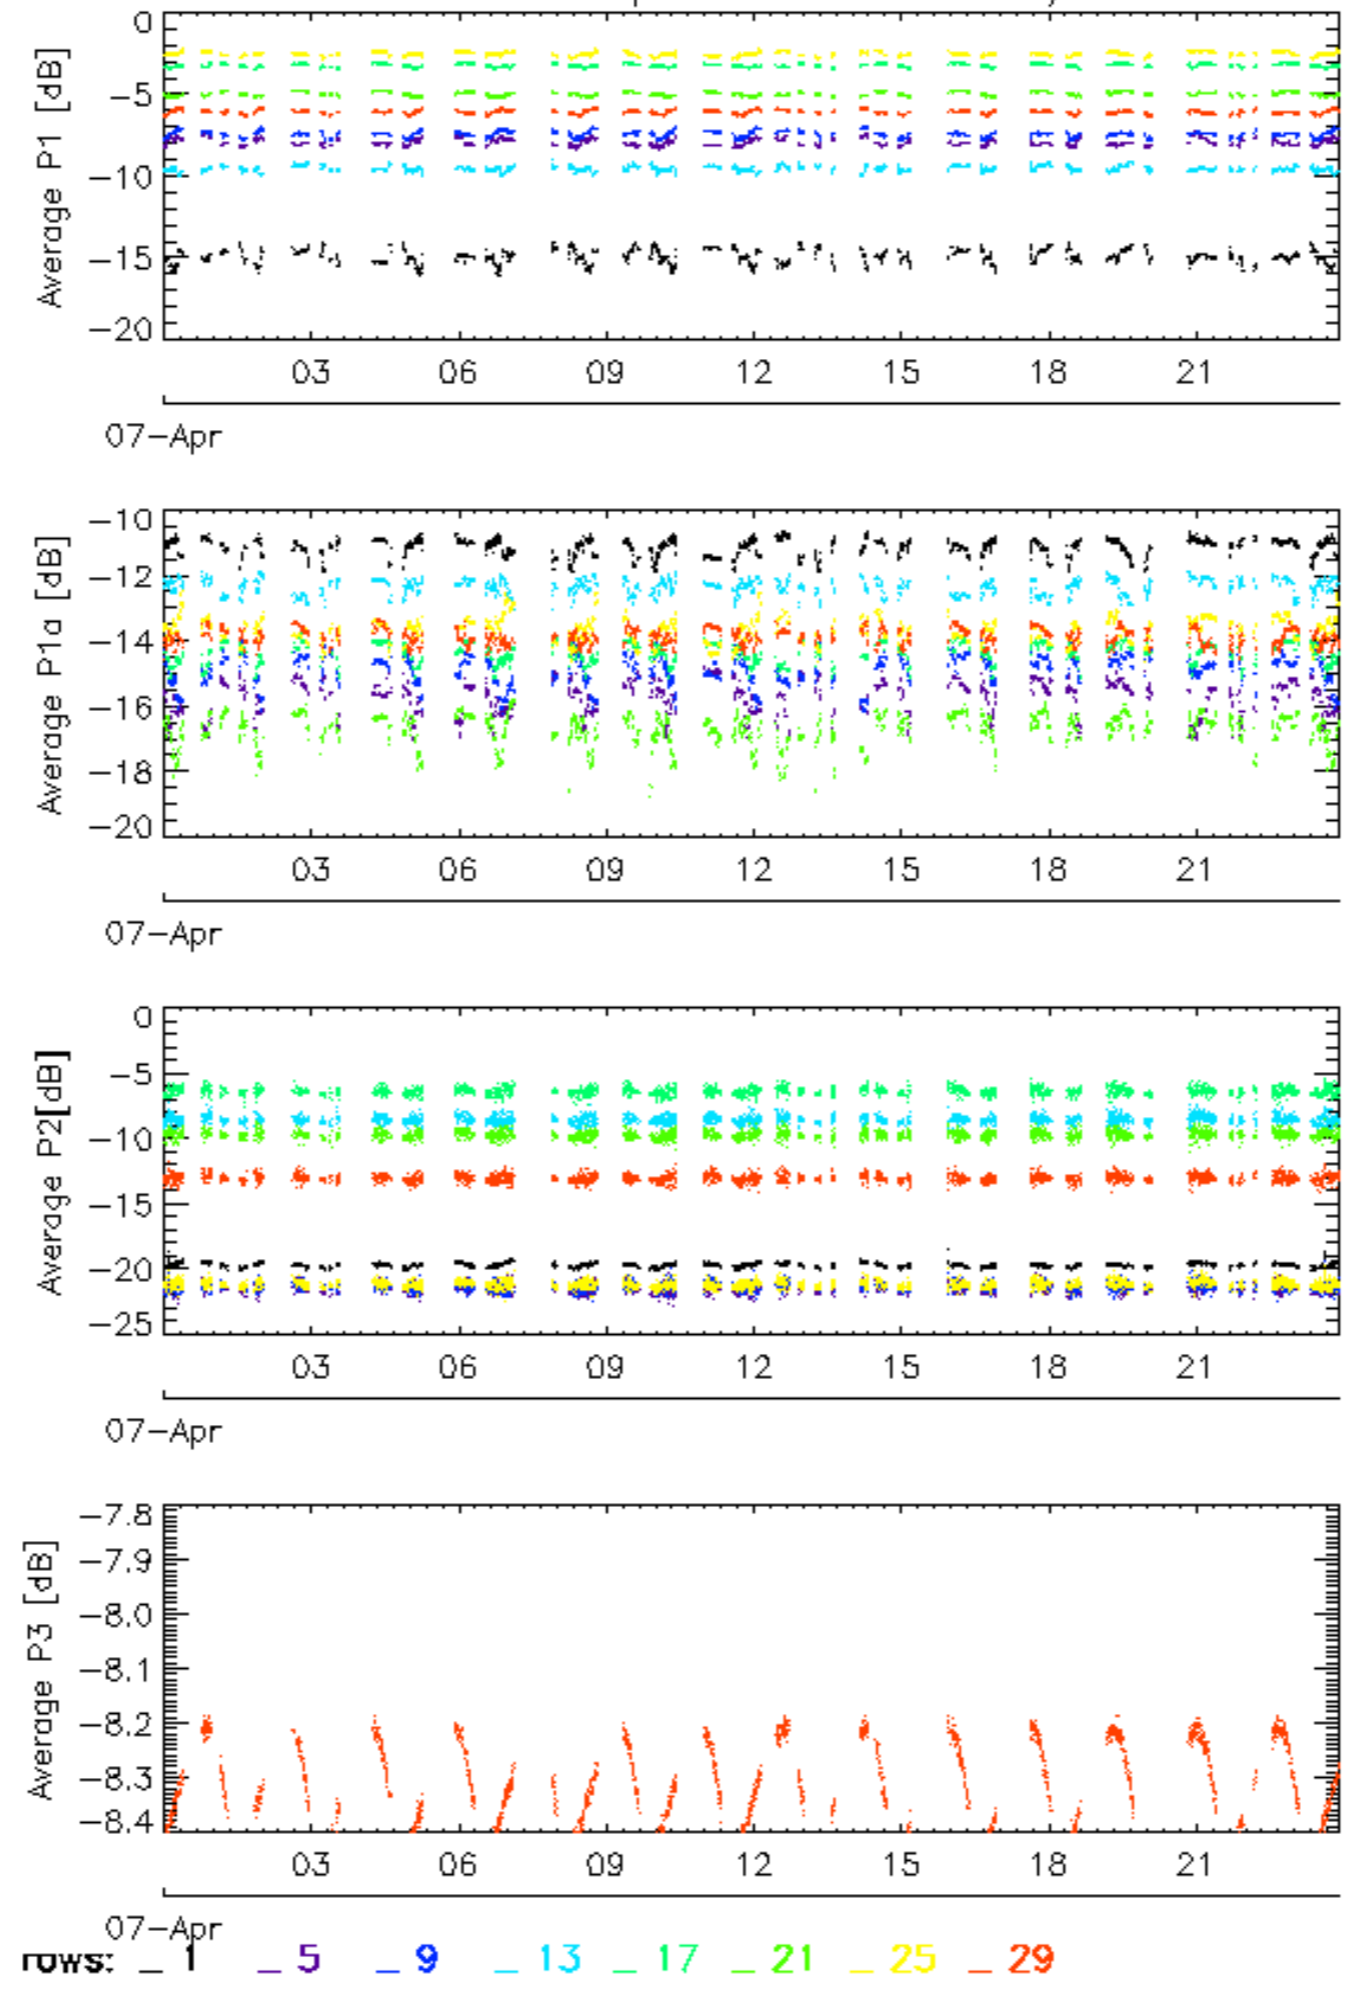 0
−5
−10
−15
−20
Average P1 [dB]
03 06 09 12 15 18 21
07−Apr
−10
−12
−14
−16
−18
−20
Average P1a [dB]
03 06 09 12 15 18 21
07−Apr
0
−5
−10
−15
−20
−25
Average P2[dB]
03 06 09 12 15 18 21
07−Apr
−7.8
−7.9
−8.0
−8.1
−8.2
−8.3
−8.4
Average P3 [dB]
03 06 09 12 15 18 21
07−Apr
rows: _ 1 _ 5 _ 9 _ 13 _ 17 _ 21 _ 25 _ 29